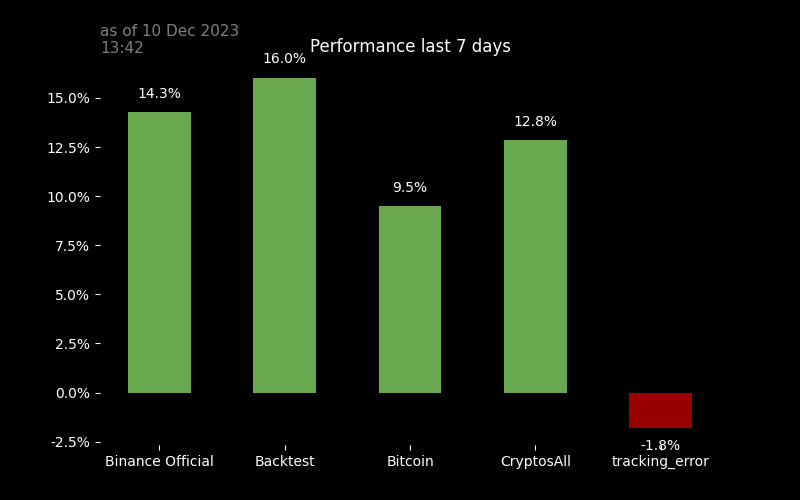 as of 10 Dec 2023
13:42
Performance last 7 days
16.0%
14.3%
12.8%
9.5%
-1.8%
15.0%
12.5%
10.0%
7.5%
5.0%
2.5%
0.0%
-2.5%
Binance Official
Backtest
Bitcoin
CryptosAll
tracking_error